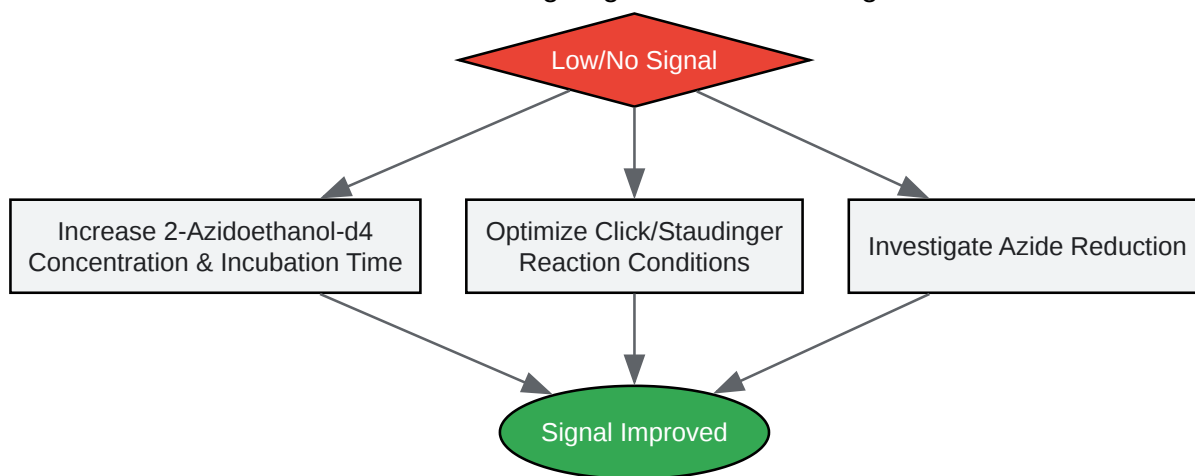 Low/No Signal
Increase 2-Azidoethanol-d4
Concentration & Incubation Time
Optimize Click/Staudinger
Reaction Conditions
Investigate Azide Reduction
Signal Improved